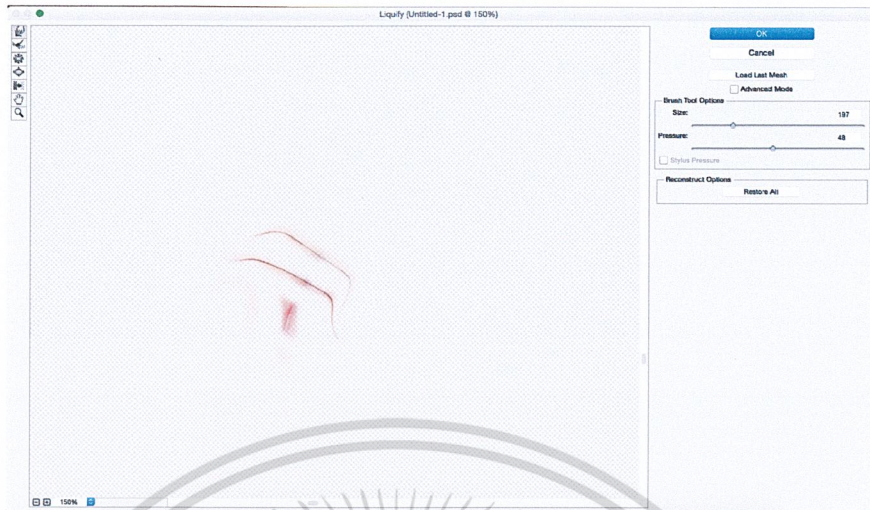 Liquify (Untitled-1.psd @ 150%)
OK
Cancel
Load Last Mesh
Advanced Mode
Brush Tool Options
Size:
197
Pressure:
48
Stylus Pressure
Reconstruct Options
Restore All
150%